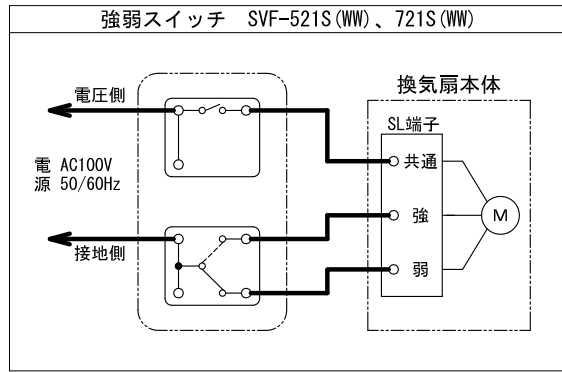 強弱スイッチ SVF-521S(WW)、721S(WW)
電圧側
電 AC100V
源 50/60Hz
接地側
換気扇本体
SL端子
共通
強
弱
M